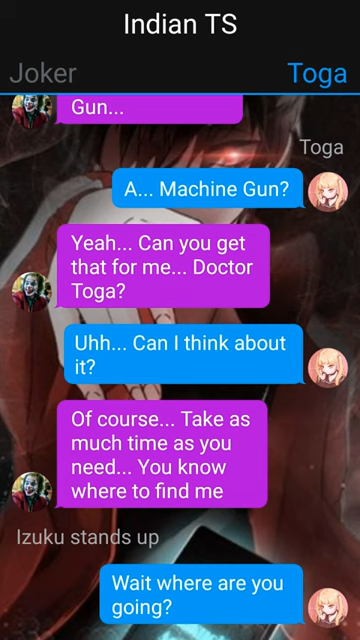 Indian TS
Joker
Toga
Gun...
Toga
A... Machine Gun?
Yeah... Can you get
that for me... Doctor
Toga?
Uhh... Can I think about
it?
Of course... Take as
much time as you
need... You know
where to find me
Izuku stands up
Wait where are you
going?